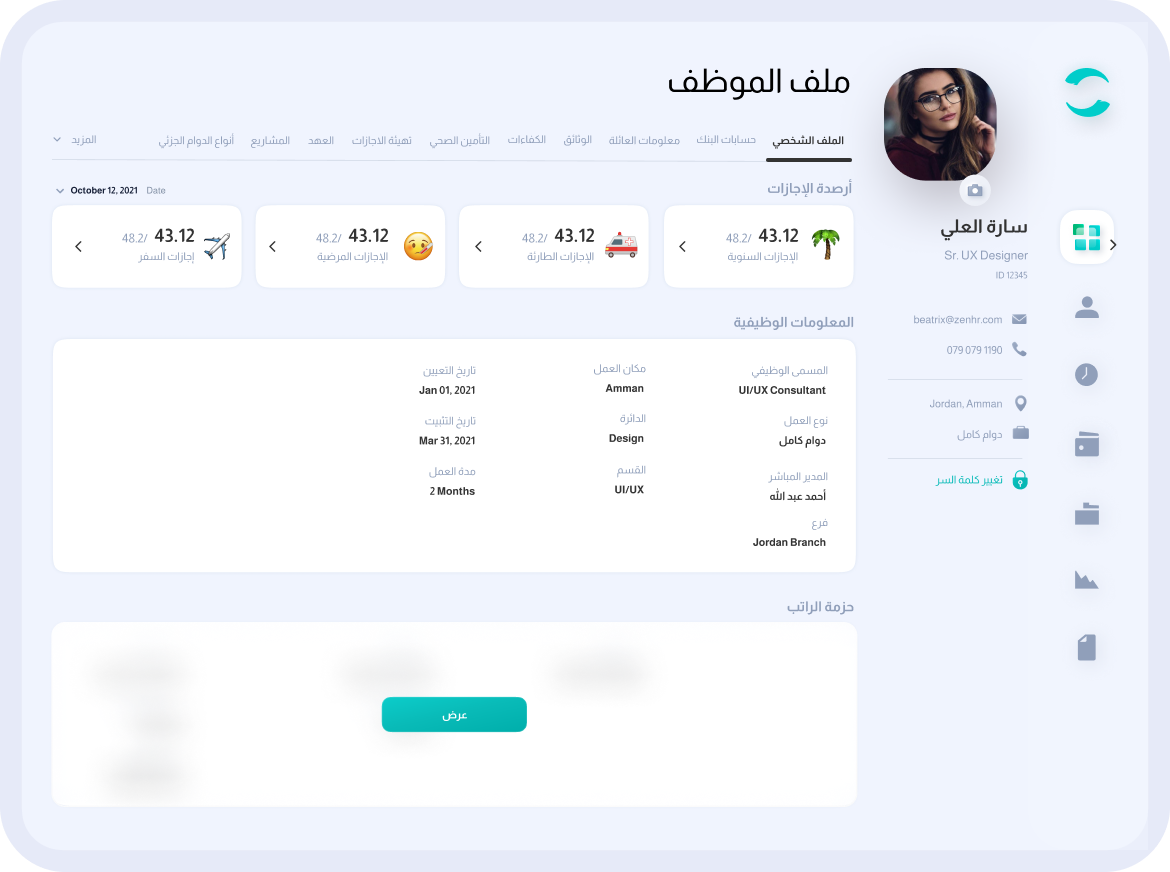 ملف الموظف
الملف الشخصي حسابات البنك معلومات العائلة الوثائق الكفاءات التأمين الصحي تهيئة الاجازات العهد المشاريع أنواع الدوام الجزئي المزيد
أرصدة الإجازات
Date October 12, 2021
43.12 /48.2
الإجازات السنوية
43.12 /48.2
الإجازات الطارئة
43.12 /48.2
الإجازات المرضية
43.12 /48.2
إجازات السفر
سارة العلي
Sr. UX Designer
ID 12345
beatrix@zenhr.com
079 079 1190
Jordan, Amman
دوام كامل
تغيير كلمة السر
المعلومات الوظيفية
المسمى الوظيفي
UI/UX Consultant
نوع العمل
دوام كامل
المدير المباشر
أحمد عبد الله
فرع
Jordan Branch
مكان العمل
Amman
الدائرة
Design
القسم
UI/UX
تاريخ التعيين
Jan 01, 2021
تاريخ التثبيت
Mar 31, 2021
مدة العمل
2 Months
حزمة الراتب
عرض